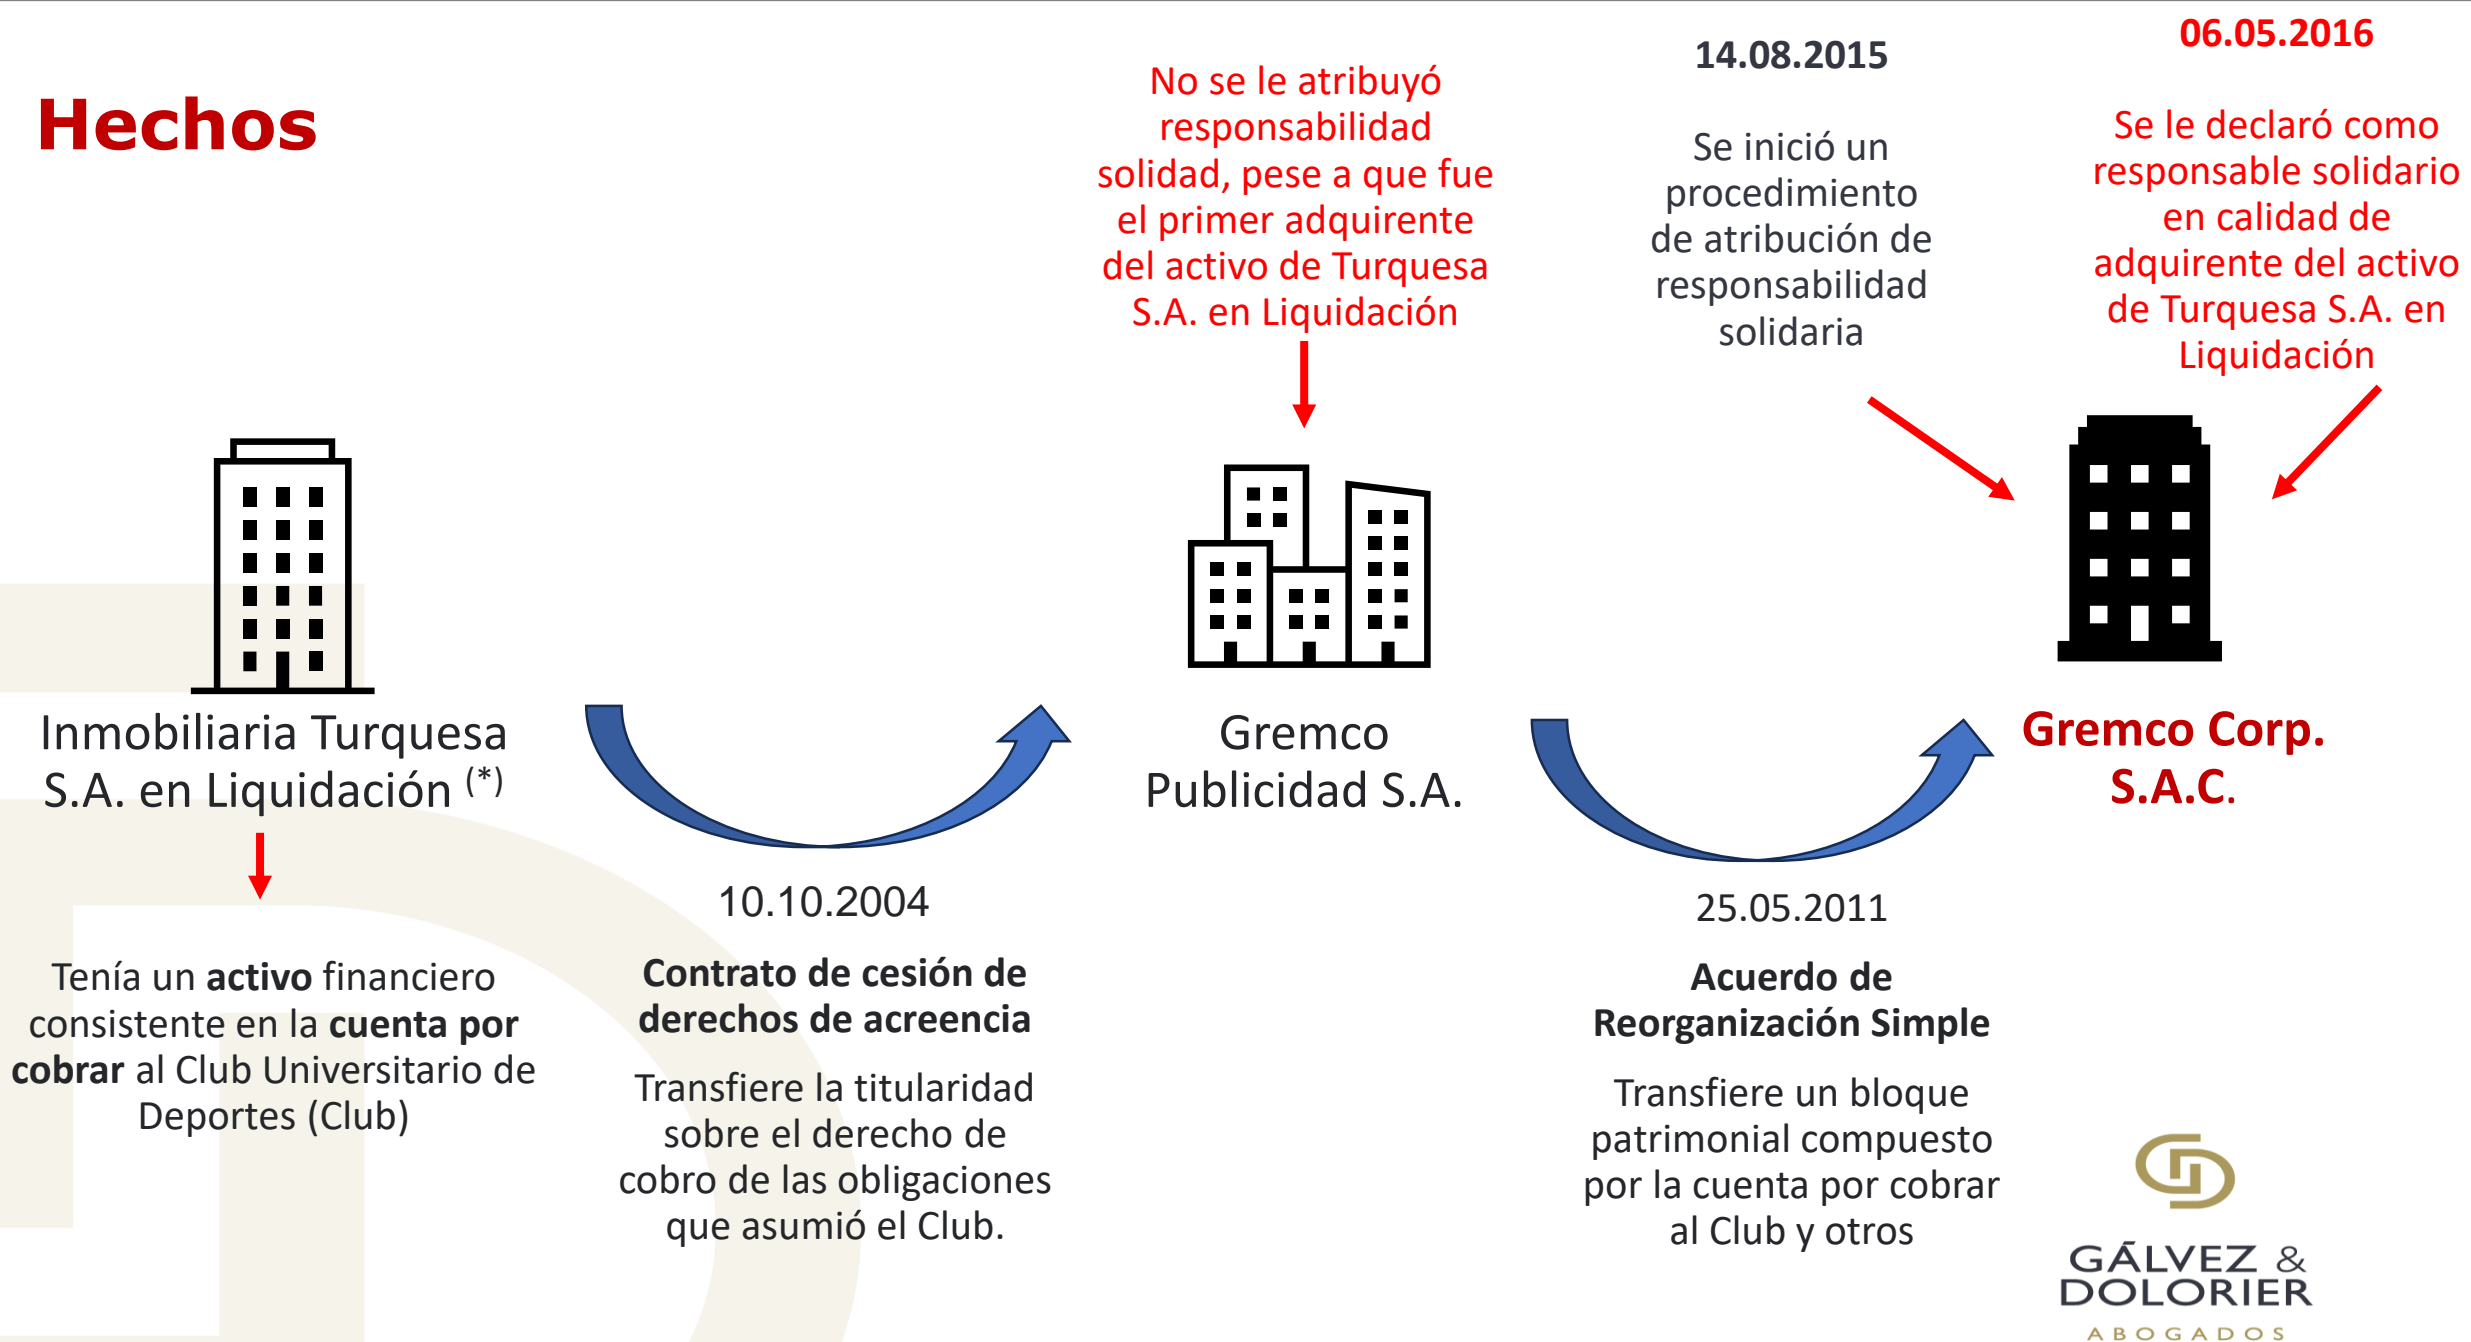 Hechos
No se le atribuyó
responsabilidad
solidad, pese a que fue
el primer adquirente
del activo de Turquesa
S.A. en Liquidación
14.08.2015
Se inició un
procedimiento
de atribución de
responsabilidad
solidaria
06.05.2016
Se le declaró como
responsable solidario
en calidad de
adquirente del activo
de Turquesa S.A. en
Liquidación
Inmobiliaria Turquesa
S.A. en Liquidación (*)
Gremco
Publicidad S.A.
Gremco Corp.
S.A.C.
Tenía un activo financiero
consistente en la cuenta por
cobrar al Club Universitario de
Deportes (Club)
10.10.2004
Contrato de cesión de
derechos de acreencia
Transfiere la titularidad
sobre el derecho de
cobro de las obligaciones
que asumió el Club.
25.05.2011
Acuerdo de
Reorganización Simple
Transfiere un bloque
patrimonial compuesto
por la cuenta por cobrar
al Club y otros
GÁLVEZ &
DOLORIER
ABOGADOS